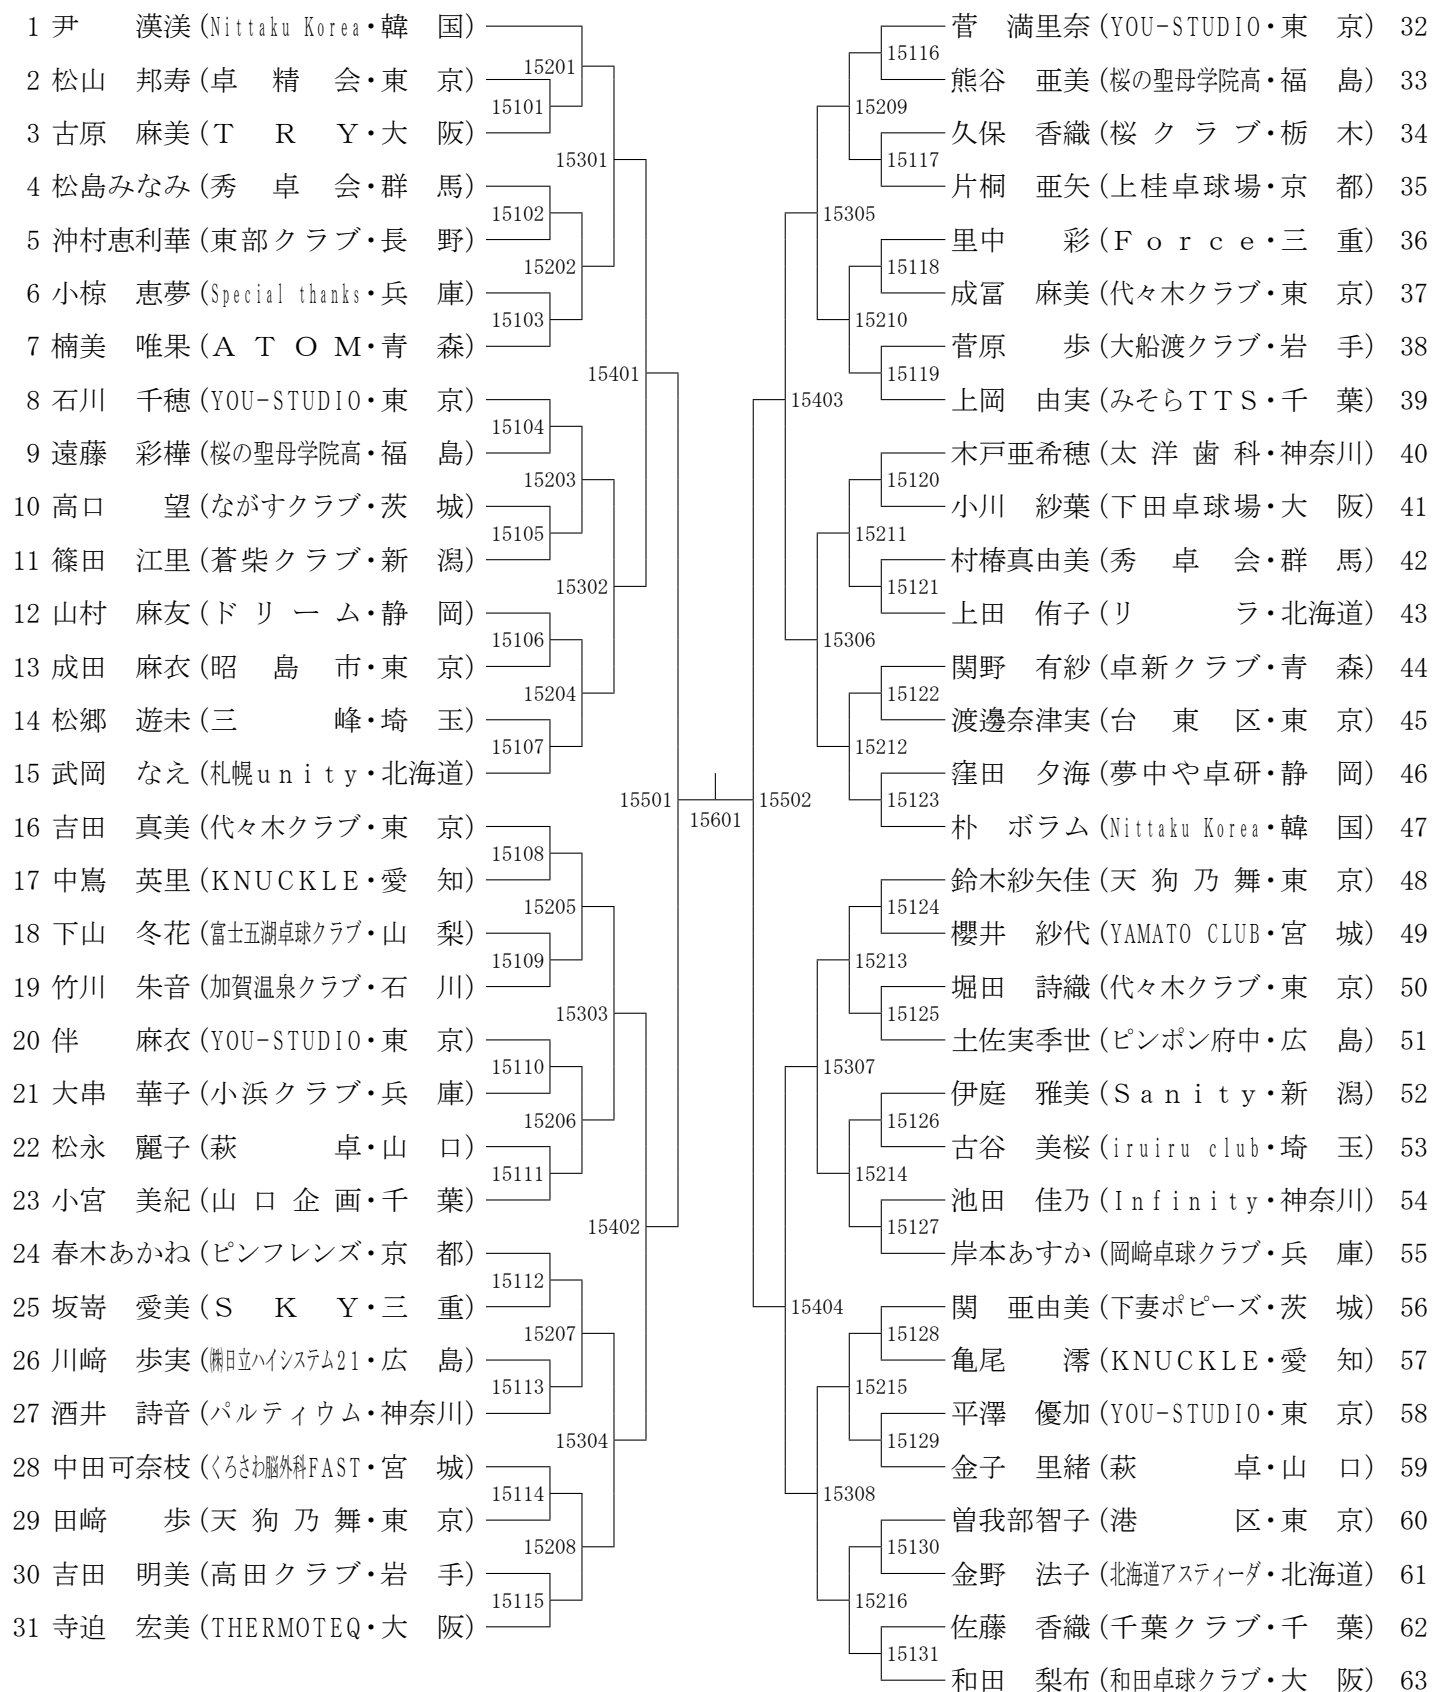 1 尹　　漢渼 (Nittaku Korea・韓　国)
15201
2 松山　邦寿 (卓　精　会・東　京)
15101
3 古原　麻美 (T　R　Y・大　阪)
15301
4 松島みなみ (秀　卓　会・群　馬)
15102
5 沖村恵利華 (東部クラブ・長　野)
15202
6 小椋　恵夢 (Special thanks・兵　庫)
15103
7 楠美　唯果 (A T O M・青　森)
15401
8 石川　千穂 (YOU-STUDIO・東　京)
15104
9 遠藤　彩樺 (桜の聖母学院高・福　島)
15203
10 高口　　望 (ながすクラブ・茨　城)
15105
11 篠田　江里 (蒼柴クラブ・新　潟)
15302
12 山村　麻友 (ドリーム・静　岡)
15106
13 成田　麻衣 (昭　島　市・東　京)
15204
14 松郷　遊未 (三　　　峰・埼　玉)
15107
15 武岡　なえ (札幌unity・北海道)
15501
15601
16 吉田　真美 (代々木クラブ・東　京)
15108
17 中嶌　英里 (KNUCKLE・愛　知)
15205
18 下山　冬花 (富士五湖卓球クラブ・山　梨)
15109
19 竹川　朱音 (加賀温泉クラブ・石　川)
15303
20 伴　　麻衣 (YOU-STUDIO・東　京)
15110
21 大串　華子 (小浜クラブ・兵　庫)
15206
22 松永　麗子 (萩　　　卓・山　口)
15111
23 小宮　美紀 (山口企画・千　葉)
15402
24 春木あかね (ピンフレンズ・京　都)
15112
25 坂嵜　愛美 (S　K　Y・三　重)
15207
26 川﨑　歩実 (㈱日立ハイシステム21・広　島)
15113
27 酒井　詩音 (パルティウム・神奈川)
15304
28 中田可奈枝 (くろさわ脳外科FAST・宮　城)
15114
29 田﨑　　歩 (天狗乃舞・東　京)
15208
30 吉田　明美 (高田クラブ・岩　手)
15115
31 寺迫　宏美 (THERMOTEQ・大　阪)
菅　満里奈 (YOU-STUDIO・東　京) 32
15116
熊谷　亜美 (桜の聖母学院高・福　島) 33
15209
久保　香織 (桜クラブ・栃　木) 34
15117
片桐　亜矢 (上桂卓球場・京　都) 35
15305
里中　　彩 (Force・三　重) 36
15118
成冨　麻美 (代々木クラブ・東　京) 37
15210
菅原　　歩 (大船渡クラブ・岩　手) 38
15119
15403
上岡　由実 (みそらTTS・千　葉) 39
木戸亜希穂 (太洋歯科・神奈川) 40
15120
小川　紗葉 (下田卓球場・大　阪) 41
15211
村椿真由美 (秀　卓　会・群　馬) 42
15121
上田　侑子 (リ　　　ラ・北海道) 43
15306
関野　有紗 (卓新クラブ・青　森) 44
15122
渡邊奈津実 (台　東　区・東　京) 45
15212
窪田　夕海 (夢中や卓研・静　岡) 46
15123
15502
朴　ボラム (Nittaku Korea・韓　国) 47
鈴木紗矢佳 (天狗乃舞・東　京) 48
15124
櫻井　紗代 (YAMATO CLUB・宮　城) 49
15213
堀田　詩織 (代々木クラブ・東　京) 50
15125
土佐実季世 (ピンポン府中・広　島) 51
15307
伊庭　雅美 (Sanity・新　潟) 52
15126
古谷　美桜 (iruiru club・埼　玉) 53
15214
池田　佳乃 (Infinity・神奈川) 54
15127
岸本あすか (岡﨑卓球クラブ・兵　庫) 55
15404
関　亜由美 (下妻ポピーズ・茨　城) 56
15128
亀尾　　澪 (KNUCKLE・愛　知) 57
15215
平澤　優加 (YOU-STUDIO・東　京) 58
15129
金子　里緒 (萩　　　卓・山　口) 59
15308
曽我部智子 (港　　　区・東　京) 60
15130
金野　法子 (北海道アスティーダ・北海道) 61
15216
佐藤　香織 (千葉クラブ・千　葉) 62
15131
和田　梨布 (和田卓球クラブ・大　阪) 63